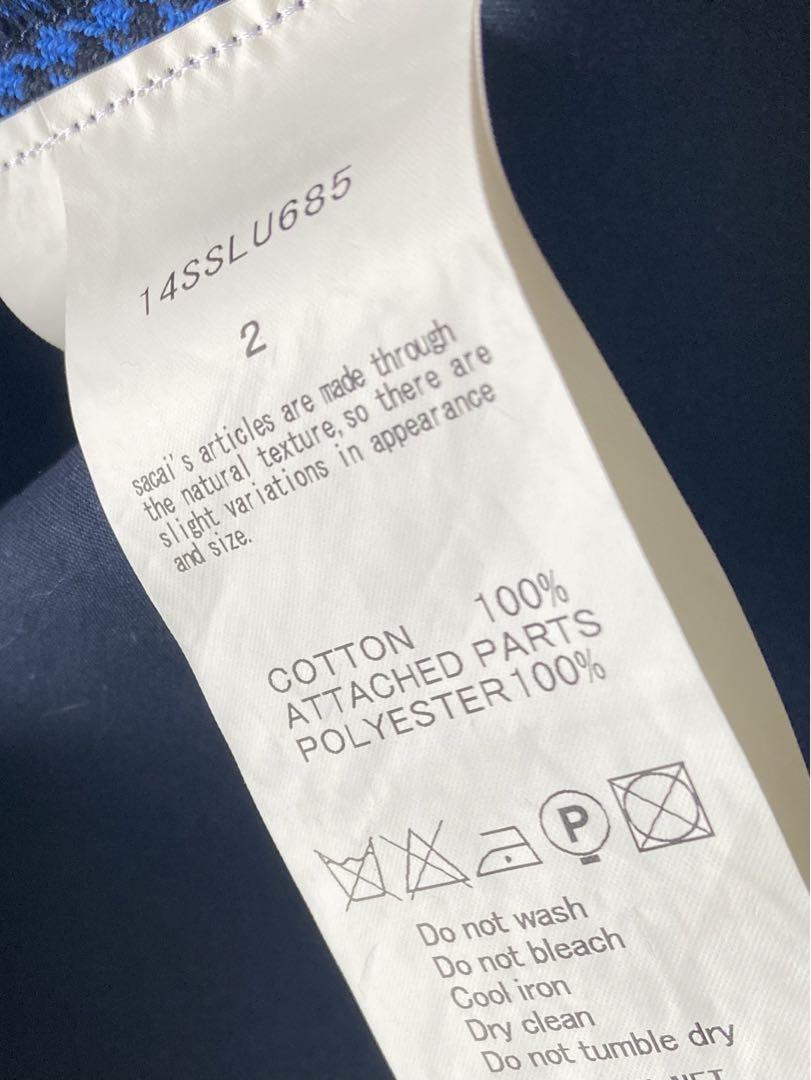 14SSLU685
2
sacai's articles are made through
the natural texture,so there are
slight variations in appearance
and size.
COTTON 100%
ATTACHED PARTS
POLYESTER100%
P
Do not wash
Do not bleach
Cool iron
Dry clean
Do not tumble dry